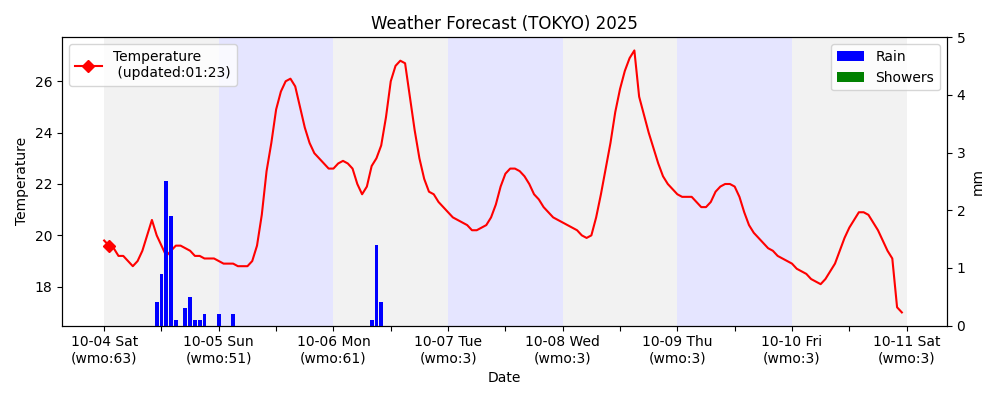 Weather Forecast (TOKYO) 2025
Temperature
(updated:01:23)
Rain
Showers
26
24
22
20
18
Temperature
5
4
3
2
1
0
mm
10-04 Sat
(wmo:63)
10-05 Sun
(wmo:51)
10-06 Mon
(wmo:61)
10-07 Tue
(wmo:3)
10-08 Wed
(wmo:3)
10-09 Thu
(wmo:3)
10-10 Fri
(wmo:3)
10-11 Sat
(wmo:3)
Date